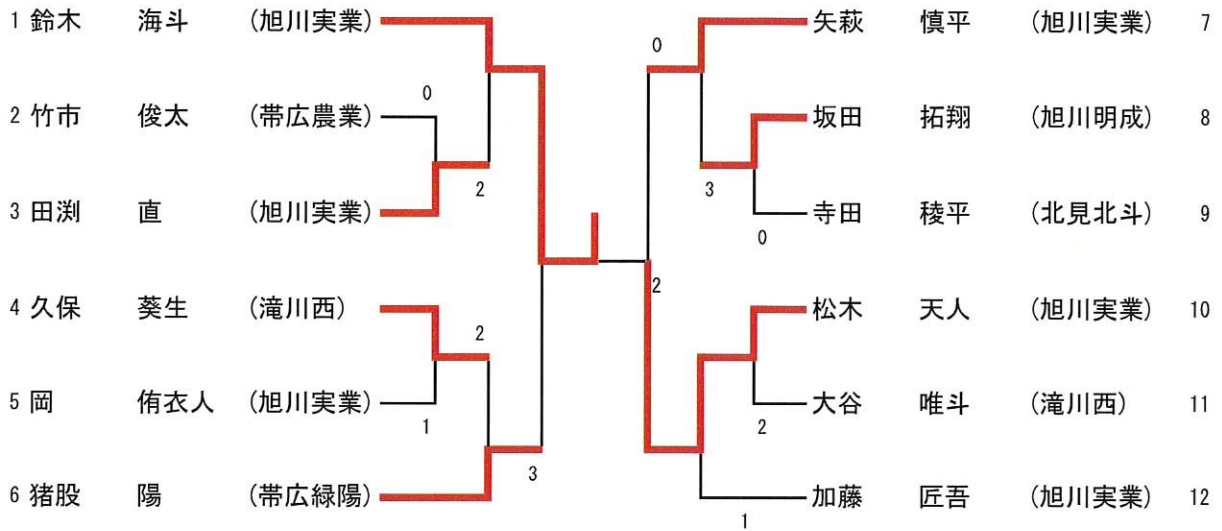 1 鈴木 海斗 (旭川実業)
2 竹市 俊太 (帯広農業)
3 田渕 直 (旭川実業)
4 久保 葵生 (滝川西)
5 岡 侑衣人 (旭川実業)
6 猪股 陽 (帯広緑陽)
0
2
2
1
3
2
0
3
0
2
1
矢萩 慎平 (旭川実業) 7
坂田 拓翔 (旭川明成) 8
寺田 稜平 (北見北斗) 9
松木 天人 (旭川実業) 10
大谷 唯斗 (滝川西) 11
加藤 匠吾 (旭川実業) 12